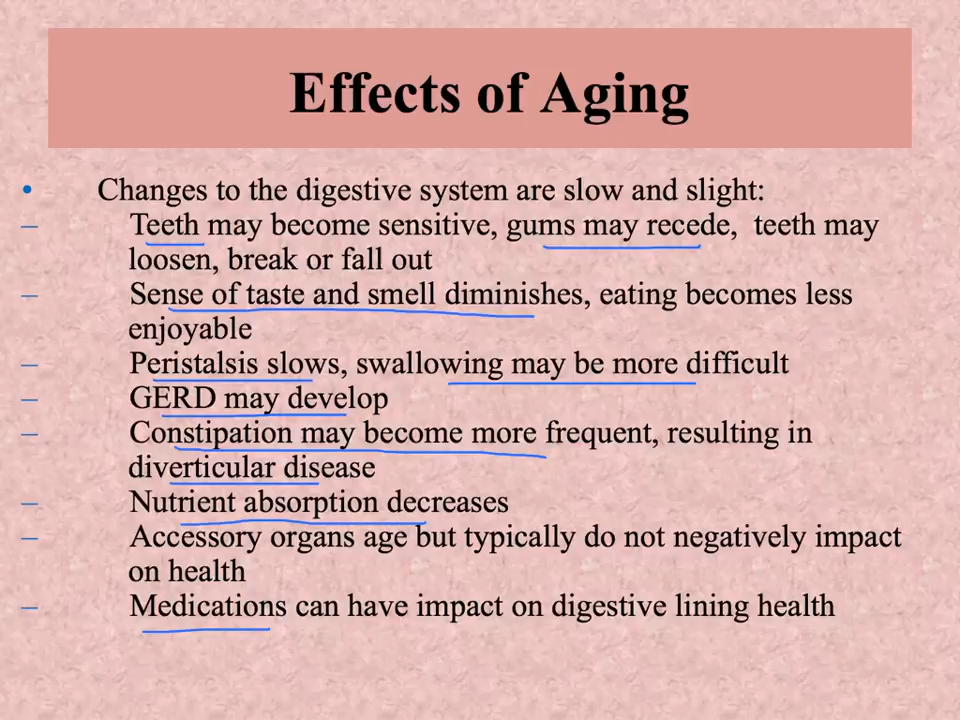 Effects of Aging
• Changes to the digestive system are slow and slight:
– Teeth may become sensitive, gums may recede, teeth may
loosen, break or fall out
– Sense of taste and smell diminishes, eating becomes less
enjoyable
– Peristalsis slows, swallowing may be more difficult
– GERD may develop
– Constipation may become more frequent, resulting in
diverticular disease
– Nutrient absorption decreases
– Accessory organs age but typically do not negatively impact
on health
– Medications can have impact on digestive lining health